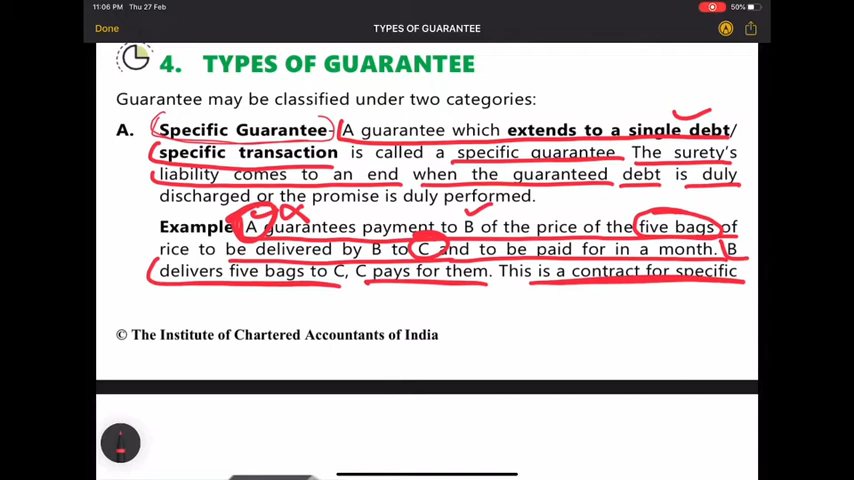 11:06 PM Thu 27 Feb
50%
Done
TYPES OF GUARANTEE
4. TYPES OF GUARANTEE
Guarantee may be classified under two categories:
A. Specific Guarantee- A guarantee which extends to a single debt/
specific transaction is called a specific guarantee The surety's
liability comes to an end when the guaranteed debt is duly
discharged or the promise is duly performed.
Example A guarantees payment to B of the price of the five bags of
rice to be delivered by B to C and to be paid for in a month. B
delivers five bags to C, C pays for them. This is a contract for specific
© The Institute of Chartered Accountants of India